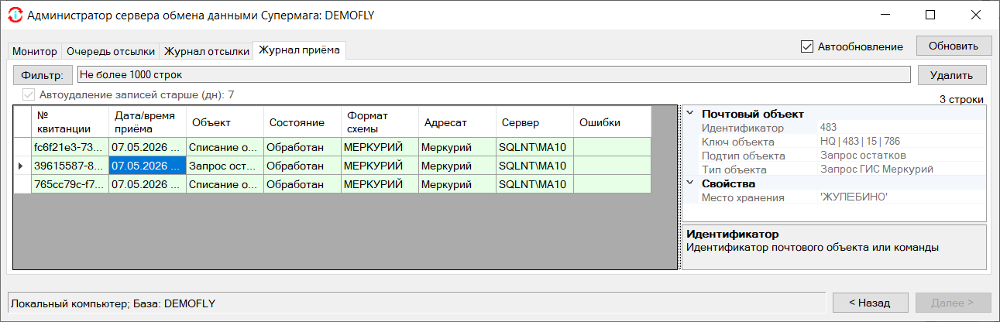 Администратор сервера обмена данными Супермага: DEMOFLY
Монитор Очередь отсылки Журнал отсылки Журнал приёма
Автообновление Обновить
Фильтр: Не более 1000 строк Удалить
Автоудаление записей старше (дн): 7
3 строки
№ квитанции Дата/время приёма Объект Состояние Формат схемы Адресат Сервер Ошибки
fc6f21e3-73... 07.05.2026 ... Списание о... Обработан МЕРКУРИЙ Меркурий SQLNT\MA10
39615587-8... 07.05.2026 ... Запрос ост... Обработан МЕРКУРИЙ Меркурий SQLNT\MA10
765cc79c-f7... 07.05.2026 ... Списание о... Обработан МЕРКУРИЙ Меркурий SQLNT\MA10
Почтовый объект
Идентификатор 483
Ключ объекта HQ | 483 | 15 | 786
Подтип объекта Запрос остатков
Тип объекта Запрос ГИС Меркурий
Свойства
Место хранения 'ЖУЛЕБИНО'
Идентификатор
Идентификатор почтового объекта или команды
Локальный компьютер; База: DEMOFLY
< Назад Далее >